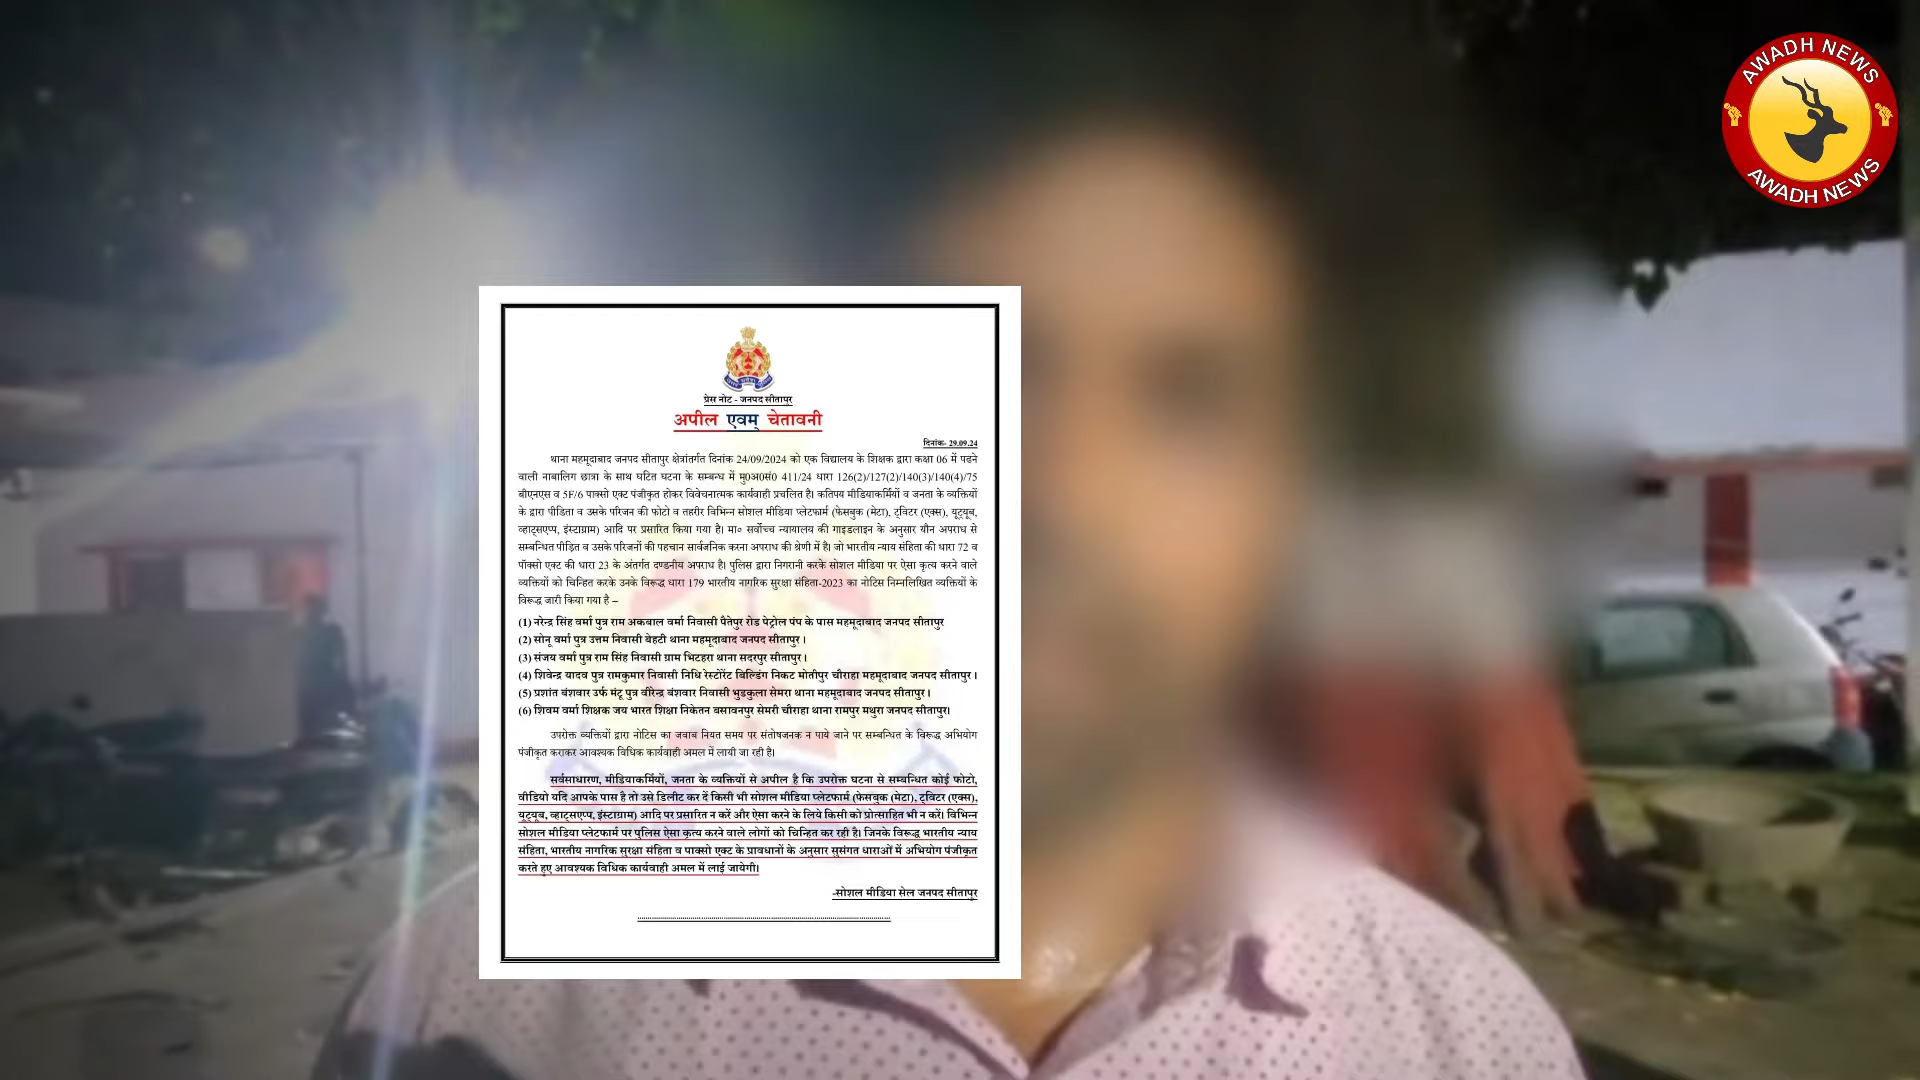 AWADH NEWS
AWADH NEWS
प्रेस नोट - जनपद सीतापुर
अपील एवम् चेतावनी
दिनांक- 29.09.24
थाना महमूदाबाद जनपद सीतापुर क्षेत्रांतर्गत दिनांक 24/09/2024 को एक विद्यालय के शिक्षक द्वारा कक्षा 06 में पढने
वाली नाबालिग छात्रा के साथ घटित घटना के सम्बन्ध में मु0अ0सं0 411/24 धारा 126(2)/127(2)/140(3)/140(4)/75
बीएनएस व 5F/6 पाक्सो एक्ट पंजीकृत होकर विवेचनात्मक कार्यवाही प्रचलित है। कतिपय मीडियाकर्मियों व जनता के व्यक्तियों
के द्वारा पीडिता व उसके परिजन की फोटो व तहरीर विभिन्न सोशल मीडिया प्लेटफार्म (फेसबुक (मेटा), ट्विटर (एक्स), यूट्यूब,
व्हाट्सएप्प, इंस्टाग्राम) आदि पर प्रसारित किया गया है। मा० सर्वोच्च न्यायालय की गाइडलाइन के अनुसार यौन अपराध से
सम्बन्धित पीड़ित व उसके परिजनों की पहचान सार्वजनिक करना अपराध की श्रेणी में है। जो भारतीय न्याय संहिता की धारा 72 व
पॉक्सो एक्ट की धारा 23 के अंतर्गत दण्डनीय अपराध है। पुलिस द्वारा निगरानी करके सोशल मीडिया पर ऐसा कृत्य करने वाले
व्यक्तियों को चिन्हित करके उनके विरूद्ध धारा 179 भारतीय नागरिक सुरक्षा संहिता-2023 का नोटिस निम्नलिखित व्यक्तियों के
विरूद्ध जारी किया गया है –
(1) नरेन्द्र सिंह वर्मा पुत्र राम अकबाल वर्मा निवासी पैतेपुर रोड पेट्रोल पंप के पास महमूदाबाद जनपद सीतापुर
(2) सोनू वर्मा पुत्र उत्तम निवासी बेहटी थाना महमूदाबाद जनपद सीतापुर ।
(3) संजय वर्मा पुत्र राम सिंह निवासी ग्राम भिटहरा थाना सदरपुर सीतापुर ।
(4) शिवेन्द्र यादव पुत्र रामकुमार निवासी निधि रेस्टोरेंट बिल्डिंग निकट मोतीपुर चौराहा महमूदाबाद जनपद सीतापुर ।
(5) प्रशांत बंशवार उर्फ मंटू पुत्र वीरेन्द्र बंशवार निवासी भुडकुला सेमरा थाना महमूदाबाद जनपद सीतापुर ।
(6) शिवम वर्मा शिक्षक जय भारत शिक्षा निकेतन बसावनपुर सेमरी चौराहा थाना रामपुर मथुरा जनपद सीतापुर।
उपरोक्त व्यक्तियों द्वारा नोटिस का जवाब नियत समय पर संतोषजनक न पाये जाने पर सम्बन्धित के विरूद्ध अभियोग
पंजीकृत कराकर आवश्यक विधिक कार्यवाही अमल में लायी जा रही है।
सर्वसाधारण, मीडियाकर्मियों, जनता के व्यक्तियों से अपील है कि उपरोक्त घटना से सम्बन्धित कोई फोटो,
वीडियो यदि आपके पास है तो उसे डिलीट कर दें किसी भी सोशल मीडिया प्लेटफार्म (फेसबुक (मेटा), ट्विटर (एक्स),
यूट्यूब, व्हाट्सएप्प, इंस्टाग्राम) आदि पर प्रसारित न करें और ऐसा करने के लिये किसी को प्रोत्साहित भी न करें। विभिन्न
सोशल मीडिया प्लेटफार्म पर पुलिस ऐसा कृत्य करने वाले लोगों को चिन्हित कर रही है। जिनके विरूद्ध भारतीय न्याय
संहिता, भारतीय नागरिक सुरक्षा संहिता व पाक्सो एक्ट के प्रावधानों के अनुसार सुसंगत धाराओं में अभियोग पंजीकृत
करते हुए आवश्यक विधिक कार्यवाही अमल में लाई जायेगी।
-सोशल मीडिया सेल जनपद सीतापुर